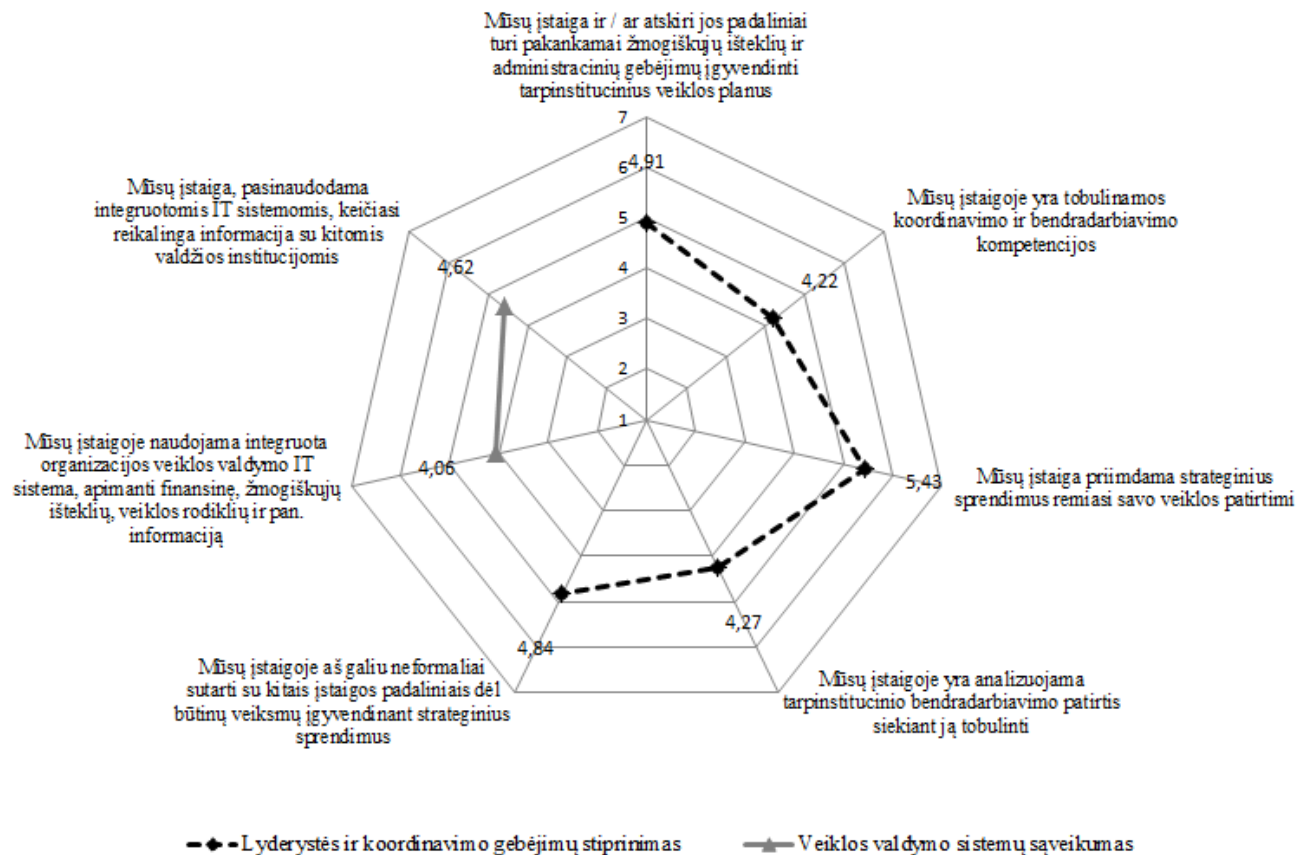 Mūsų įstaiga ir / ar atskiri jos padaliniai
turi pakankamai žmogiškųjų išteklių ir
administracinių gebėjimų įgyvendinti
tarpinstitucinius veiklos planus
7
6
4,91
5
4
3
2
1
Mūsų įstaigoje yra tobulinamos
koordinavimo ir bendradarbiavimo
kompetencijos
4,22
Mūsų įstaiga priimdama strateginius
sprendimus remiasi savo veiklos patirtimi
5,43
Mūsų įstaigoje yra analizuojama
tarpinstitucinio bendradarbiavimo patirtis
siekiant ją tobulinti
4,27
Mūsų įstaigoje aš galiu neformaliai
sutarti su kitais įstaigos padaliniais dėl
būtinų veiksmų įgyvendinant strateginius
sprendimus
4,84
Mūsų įstaigoje naudojama integruota
organizacijos veiklos valdymo IT
sistema, apimanti finansinę, žmogiškųjų
išteklių, veiklos rodiklių ir pan.
informaciją
4,06
Mūsų įstaiga, pasinaudodama
integruotomis IT sistemomis, keičiasi
reikalinga informacija su kitomis
valdžios institucijomis
4,62
Lyderystės ir koordinavimo gebėjimų stiprinimas
Veiklos valdymo sistemų sąveikumas